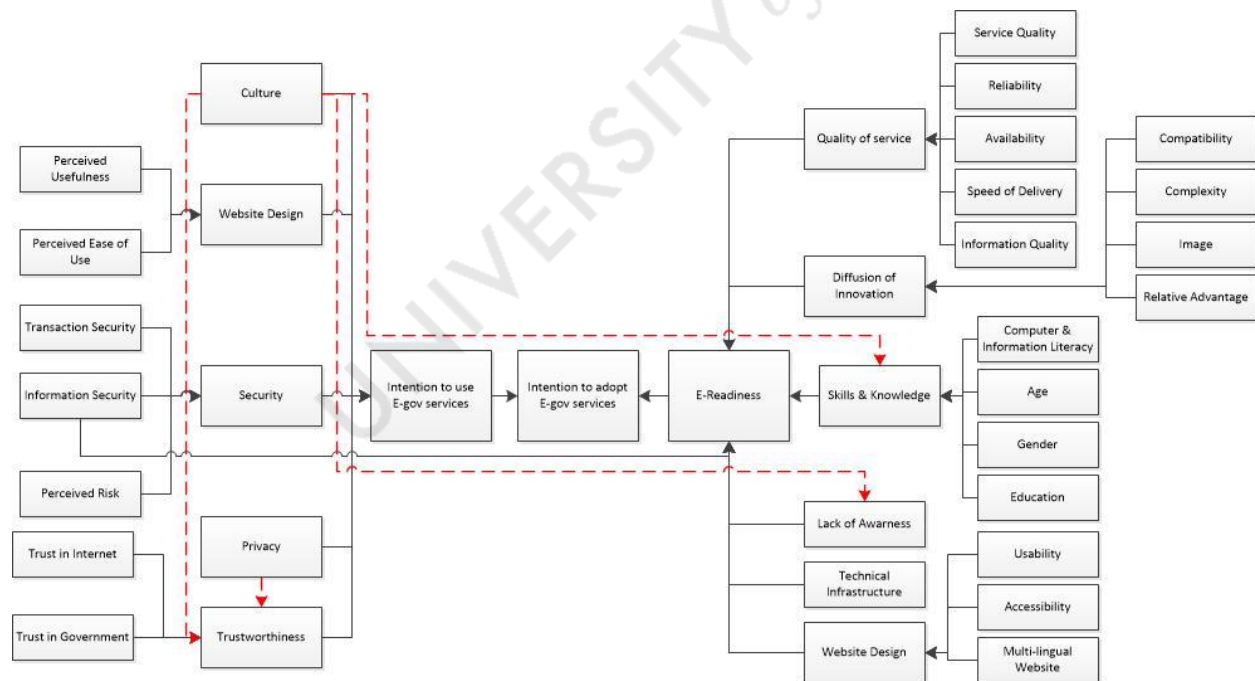 UNIVERSITY of
Culture
Perceived
Usefulness
Website Design
Perceived Ease of
Use
Transaction Security
Information Security
Security
Perceived Risk
Privacy
Trust in Internet
Trust in Government
Trustworthiness
Intention to use
E-gov services
Intention to adopt
E-gov services
E-Readiness
Skills & Knowledge
Quality of service
Service Quality
Reliability
Availability
Speed of Delivery
Information Quality
Diffusion of
Innovation
Compatibility
Complexity
Image
Relative Advantage
Computer &
Information Literacy
Age
Gender
Education
Lack of Awarness
Technical
Infrastructure
Website Design
Usability
Accessibility
Multi-lingual
Website